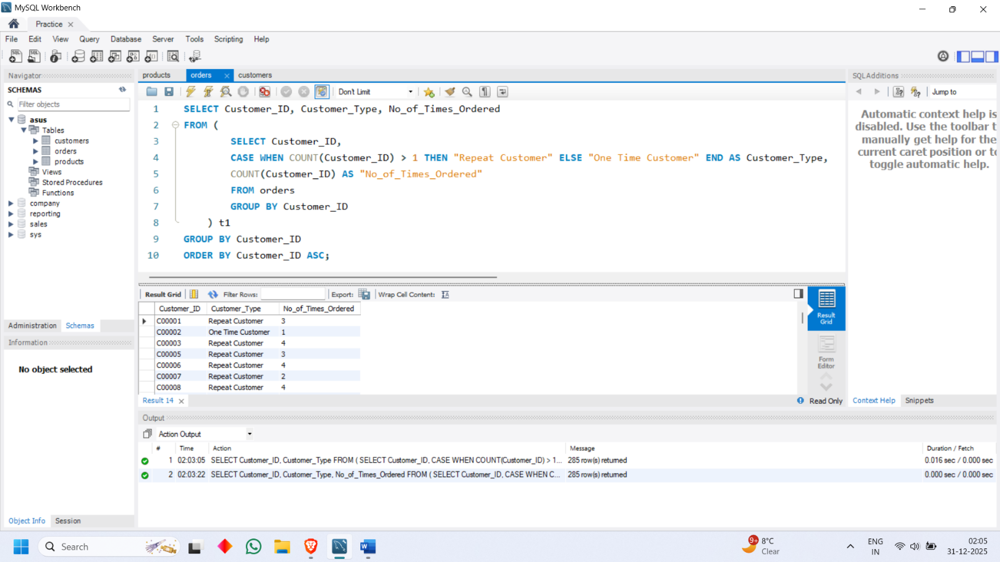 MySQL Workbench
Practice
File Edit View Query Database Server Tools Scripting Help
Navigator
SCHEMAS
Filter objects
asus
Tables
customers
orders
products
Views
Stored Procedures
Functions
company
reporting
sales
sys
Administration Schemas
Information
No object selected
Object Info Session
products orders customers
Don't Limit
1 SELECT Customer_ID, Customer_Type, No_of_Times_Ordered
2 FROM (
3 SELECT Customer_ID,
4 CASE WHEN COUNT(Customer_ID) > 1 THEN "Repeat Customer" ELSE "One Time Customer" END AS Customer_Type,
5 COUNT(Customer_ID) AS "No_of_Times_Ordered"
6 FROM orders
7 GROUP BY Customer_ID
8 ) t1
9 GROUP BY Customer_ID
10 ORDER BY Customer_ID ASC;
Result Grid Filter Rows: Export: Wrap Cell Content:
Customer_ID Customer_Type No_of_Times_Ordered
C00001 Repeat Customer 3
C00002 One Time Customer 1
C00003 Repeat Customer 4
C00005 Repeat Customer 3
C00006 Repeat Customer 4
C00007 Repeat Customer 2
C00008 Repeat Customer 4
Result Grid
Form Editor
Result 14
Read Only
SQLAdditions
Jump to
Automatic context help is
disabled. Use the toolbar t
manually get help for the
current caret position or to
toggle automatic help.
Context Help Snippets
Output
Action Output
# Time Action Message Duration / Fetch
1 02:03:05 SELECT Customer_ID, Customer_Type FROM ( SELECT Customer_ID, CASE WHEN COUNT(Customer_ID) > 1... 285 row(s) returned 0.016 sec / 0.000 sec
2 02:03:22 SELECT Customer_ID, Customer_Type, No_of_Times_Ordered FROM ( SELECT Customer_ID, CASE WHEN C... 285 row(s) returned 0.000 sec / 0.000 sec
Search
9+
8°C
Clear
ENG
IN
02:05
31-12-2025